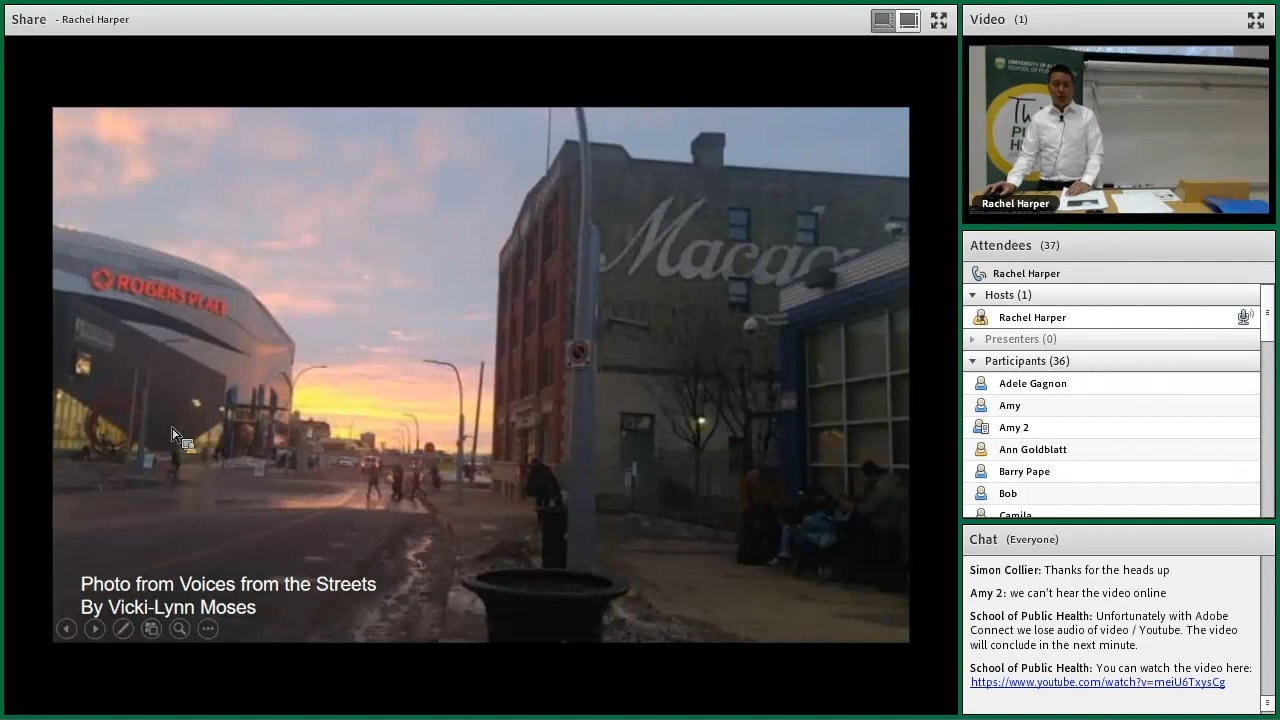 Share - Rachel Harper
ROGERS PLACE
Photo from Voices from the Streets
By Vicki-Lynn Moses
Video (1)
UNIVERSITY OF
SCHOOL OF PUBLIC
Rachel Harper
Attendees (37)
Rachel Harper
Hosts (1)
Rachel Harper
Presenters (0)
Participants (36)
Adele Gagnon
Amy
Amy 2
Ann Goldblatt
Barry Pape
Bob
Camila
Chat (Everyone)
Simon Collier: Thanks for the heads up
Amy 2: we can't hear the video online
School of Public Health: Unfortunately with Adobe
Connect we lose audio of video / Youtube. The video
will conclude in the next minute.
School of Public Health: You can watch the video here:
https://www.youtube.com/watch?v=meiU6TxysCg